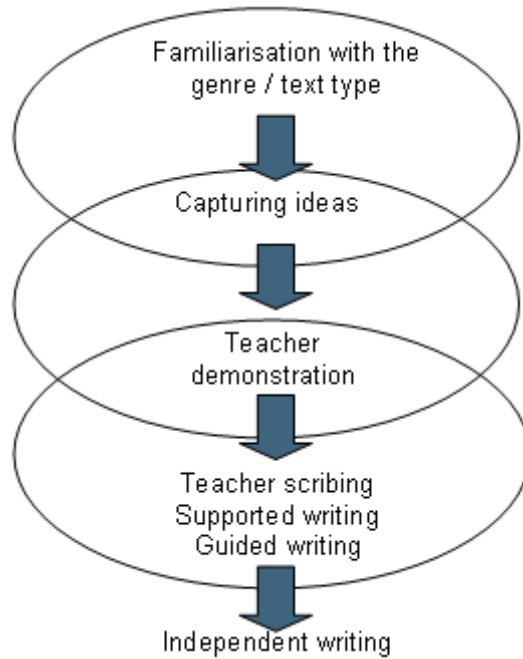 Familiarisation with the
genre / text type
Capturing ideas
Teacher
demonstration
Teacher scribing
Supported writing
Guided writing
Independent writing